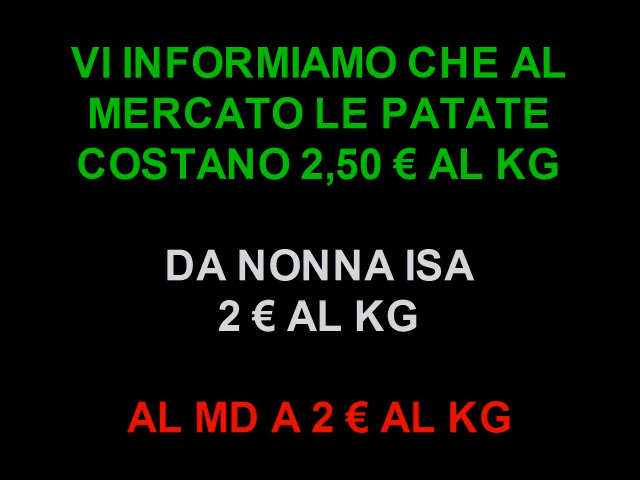 VI INFORMIAMO CHE AL
MERCATO LE PATATE
COSTANO 2,50 € AL KG
DA NONNA ISA
2 € AL KG
AL MD A 2 € AL KG